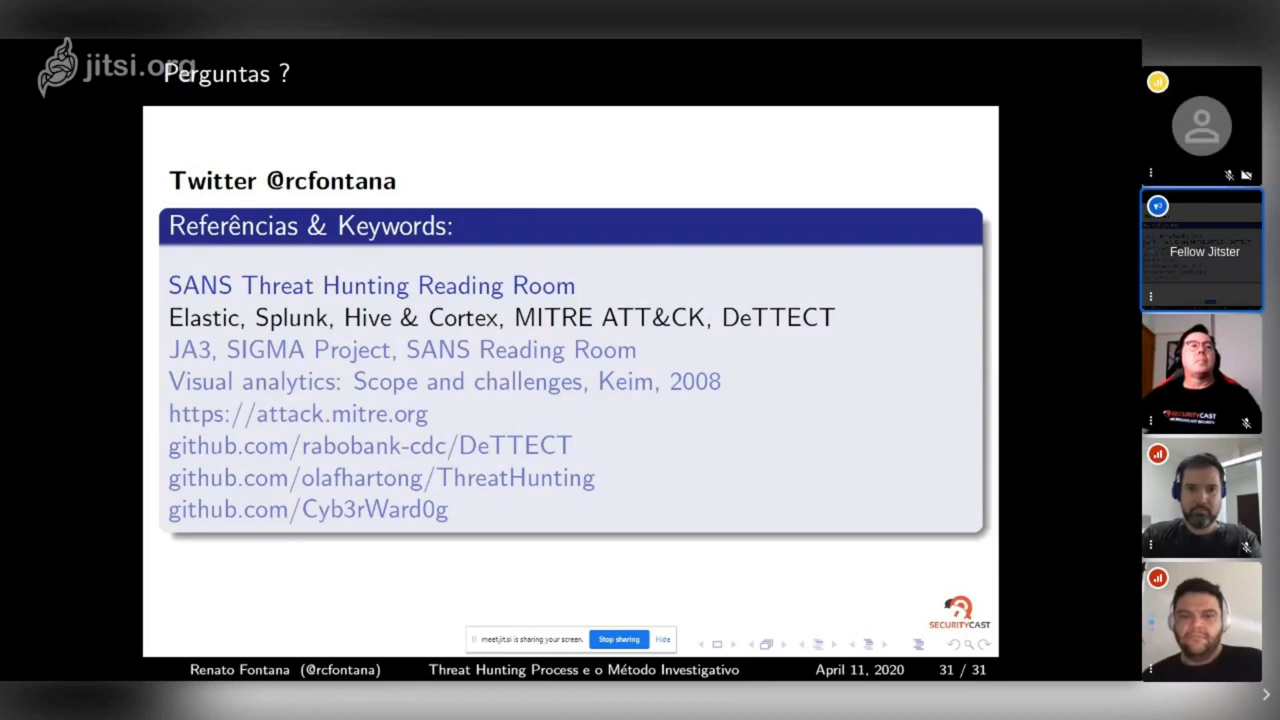 jitsi.org
Perguntas ?
Twitter @rcfontana
Referências & Keywords:
SANS Threat Hunting Reading Room
Elastic, Splunk, Hive & Cortex, MITRE ATT&CK, DeTTECT
JA3, SIGMA Project, SANS Reading Room
Visual analytics: Scope and challenges, Keim, 2008
https://attack.mitre.org
github.com/rabobank-cdc/DeTTECT
github.com/olafhartong/ThreatHunting
github.com/Cyb3rWard0g
SECURITYCAST
meet.jit.si is sharing your screen. Stop sharing Hide
Renato Fontana (@rcfontana) Threat Hunting Process e o Método Investigativo April 11, 2020 31 / 31
Fellow Jitster
SECURITYCAST